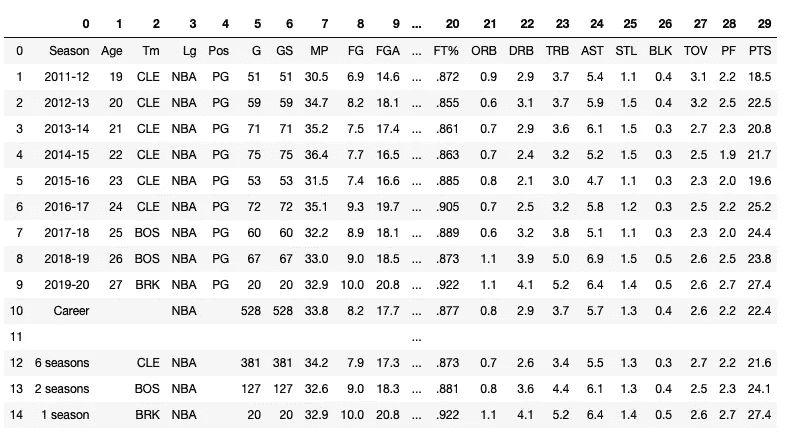 0 1 2 3 4 5 6 7 8 9 ... 20 21 22 23 24 25 26 27 28 29
0 Season Age Tm Lg Pos G GS MP FG FGA ... FT% ORB DRB TRB AST STL BLK TOV PF PTS
1 2011-12 19 CLE NBA PG 51 51 30.5 6.9 14.6 ... .872 0.9 2.9 3.7 5.4 1.1 0.4 3.1 2.2 18.5
2 2012-13 20 CLE NBA PG 59 59 34.7 8.2 18.1 ... .855 0.6 3.1 3.7 5.9 1.5 0.4 3.2 2.5 22.5
3 2013-14 21 CLE NBA PG 71 71 35.2 7.5 17.4 ... .861 0.7 2.9 3.6 6.1 1.5 0.3 2.7 2.3 20.8
4 2014-15 22 CLE NBA PG 75 75 36.4 7.7 16.5 ... .863 0.7 2.4 3.2 5.2 1.5 0.3 2.5 1.9 21.7
5 2015-16 23 CLE NBA PG 53 53 31.5 7.4 16.6 ... .885 0.8 2.1 3.0 4.7 1.1 0.3 2.3 2.0 19.6
6 2016-17 24 CLE NBA PG 72 72 35.1 9.3 19.7 ... .905 0.7 2.5 3.2 5.8 1.2 0.3 2.5 2.2 25.2
7 2017-18 25 BOS NBA PG 60 60 32.2 8.9 18.1 ... .889 0.6 3.2 3.8 5.1 1.1 0.3 2.3 2.0 24.4
8 2018-19 26 BOS NBA PG 67 67 33.0 9.0 18.5 ... .873 1.1 3.9 5.0 6.9 1.5 0.5 2.6 2.5 23.8
9 2019-20 27 BRK NBA PG 20 20 32.9 10.0 20.8 ... .922 1.1 4.1 5.2 6.4 1.4 0.5 2.6 2.7 27.4
10 Career NBA 528 528 33.8 8.2 17.7 ... .877 0.8 2.9 3.7 5.7 1.3 0.4 2.6 2.2 22.4
11 ...
12 6 seasons CLE NBA 381 381 34.2 7.9 17.3 ... .873 0.7 2.6 3.4 5.5 1.3 0.3 2.7 2.2 21.6
13 2 seasons BOS NBA 127 127 32.6 9.0 18.3 ... .881 0.8 3.6 4.4 6.1 1.3 0.4 2.5 2.3 24.1
14 1 season BRK NBA 20 20 32.9 10.0 20.8 ... .922 1.1 4.1 5.2 6.4 1.4 0.5 2.6 2.7 27.4